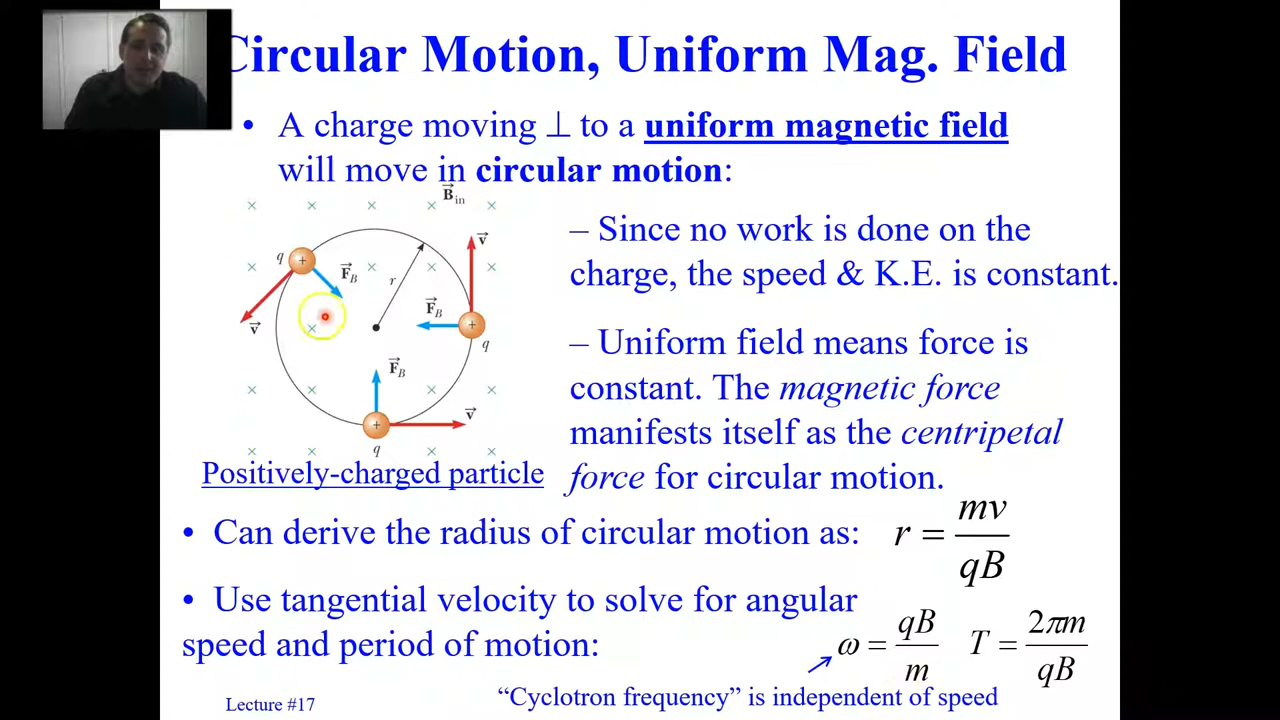 Circular Motion, Uniform Mag. Field
• A charge moving ⊥ to a uniform magnetic field
will move in circular motion:
B⃗in
– Since no work is done on the
charge, the speed & K.E. is constant.
q + F⃗B r v⃗
v⃗ F⃗B + q
F⃗B
+ v⃗
q
– Uniform field means force is
constant. The magnetic force
manifests itself as the centripetal
force for circular motion.
Positively-charged particle
• Can derive the radius of circular motion as: r = mv/qB
• Use tangential velocity to solve for angular
speed and period of motion: ω = qB/m T = 2πm/qB
“Cyclotron frequency” is independent of speed
Lecture #17